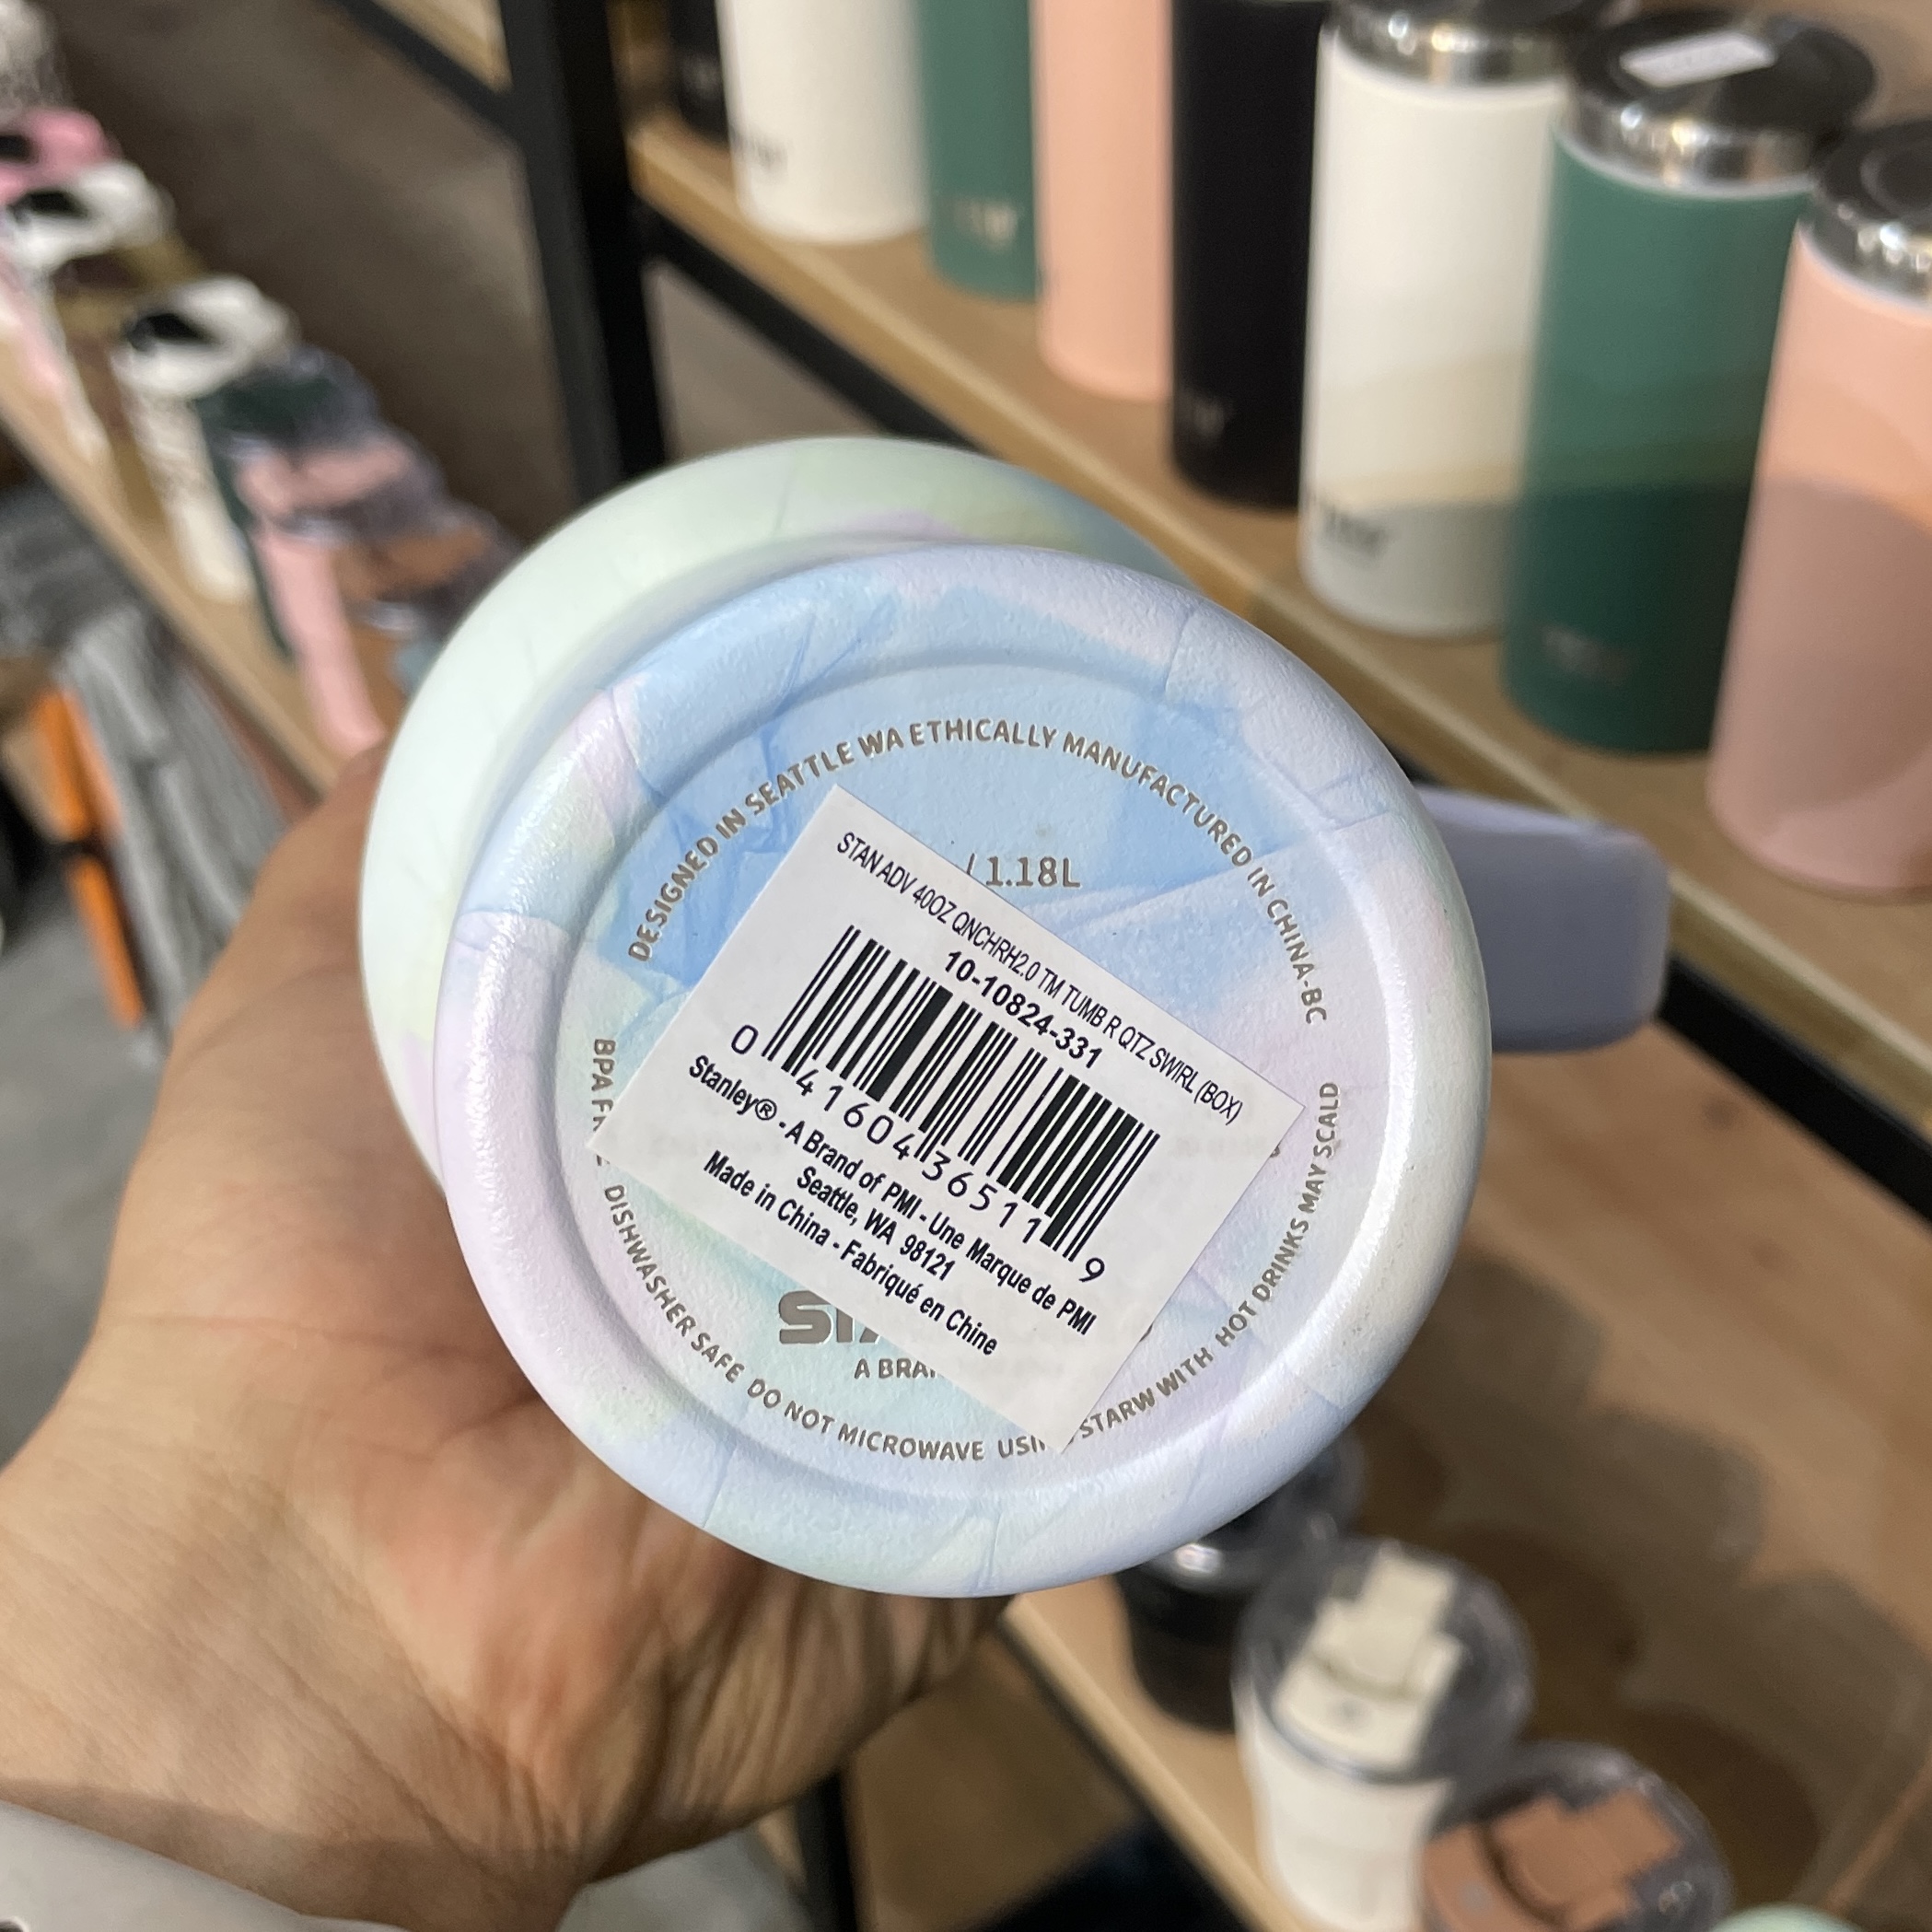 DESIGNED IN SEATTLE WA ETHICALLY MANUFACTURED IN CHINA-BC
/ 1.18L
STAN ADV 40OZ QNCHRH2.0 TM TUMB R QTZ SWIRL (BOX)
10-10824-331
0 41604 36511 9
Stanley® - A Brand of PMI - Une Marque de PMI
Seattle, WA 98121
Made in China - Fabriqué en Chine
A
BPA
DISHWASHER SAFE DO NOT MICROWAVE
STARW WITH HOT DRINKS MAY SCALD